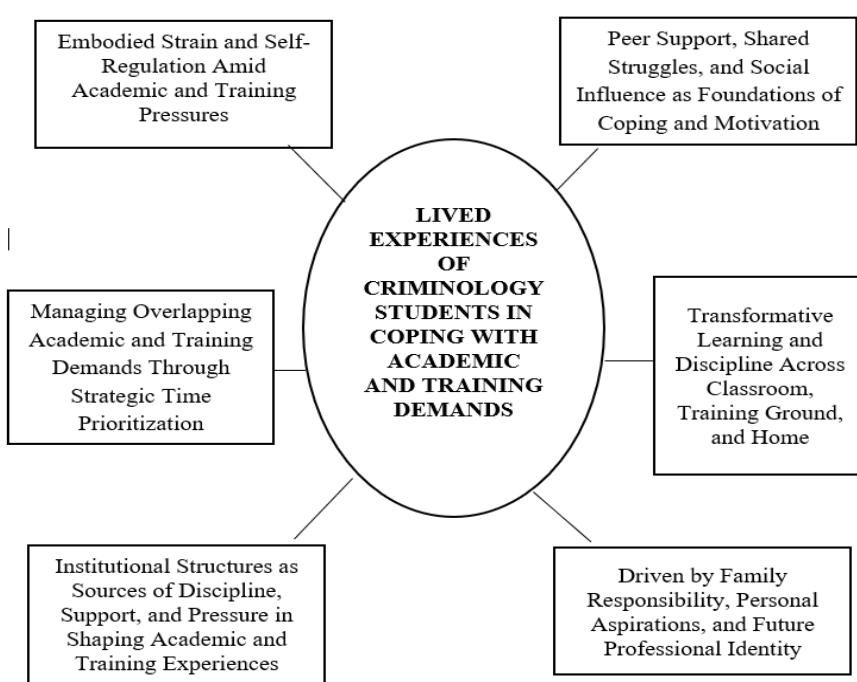 Embodied Strain and Self-
Regulation Amid
Academic and Training
Pressures
Peer Support, Shared
Struggles, and Social
Influence as Foundations of
Coping and Motivation
LIVED
EXPERIENCES
OF
CRIMINOLOGY
STUDENTS IN
COPING WITH
ACADEMIC
AND TRAINING
DEMANDS
Managing Overlapping
Academic and Training
Demands Through
Strategic Time
Prioritization
Transformative
Learning and
Discipline Across
Classroom,
Training Ground,
and Home
Institutional Structures as
Sources of Discipline,
Support, and Pressure in
Shaping Academic and
Training Experiences
Driven by Family
Responsibility, Personal
Aspirations, and Future
Professional Identity